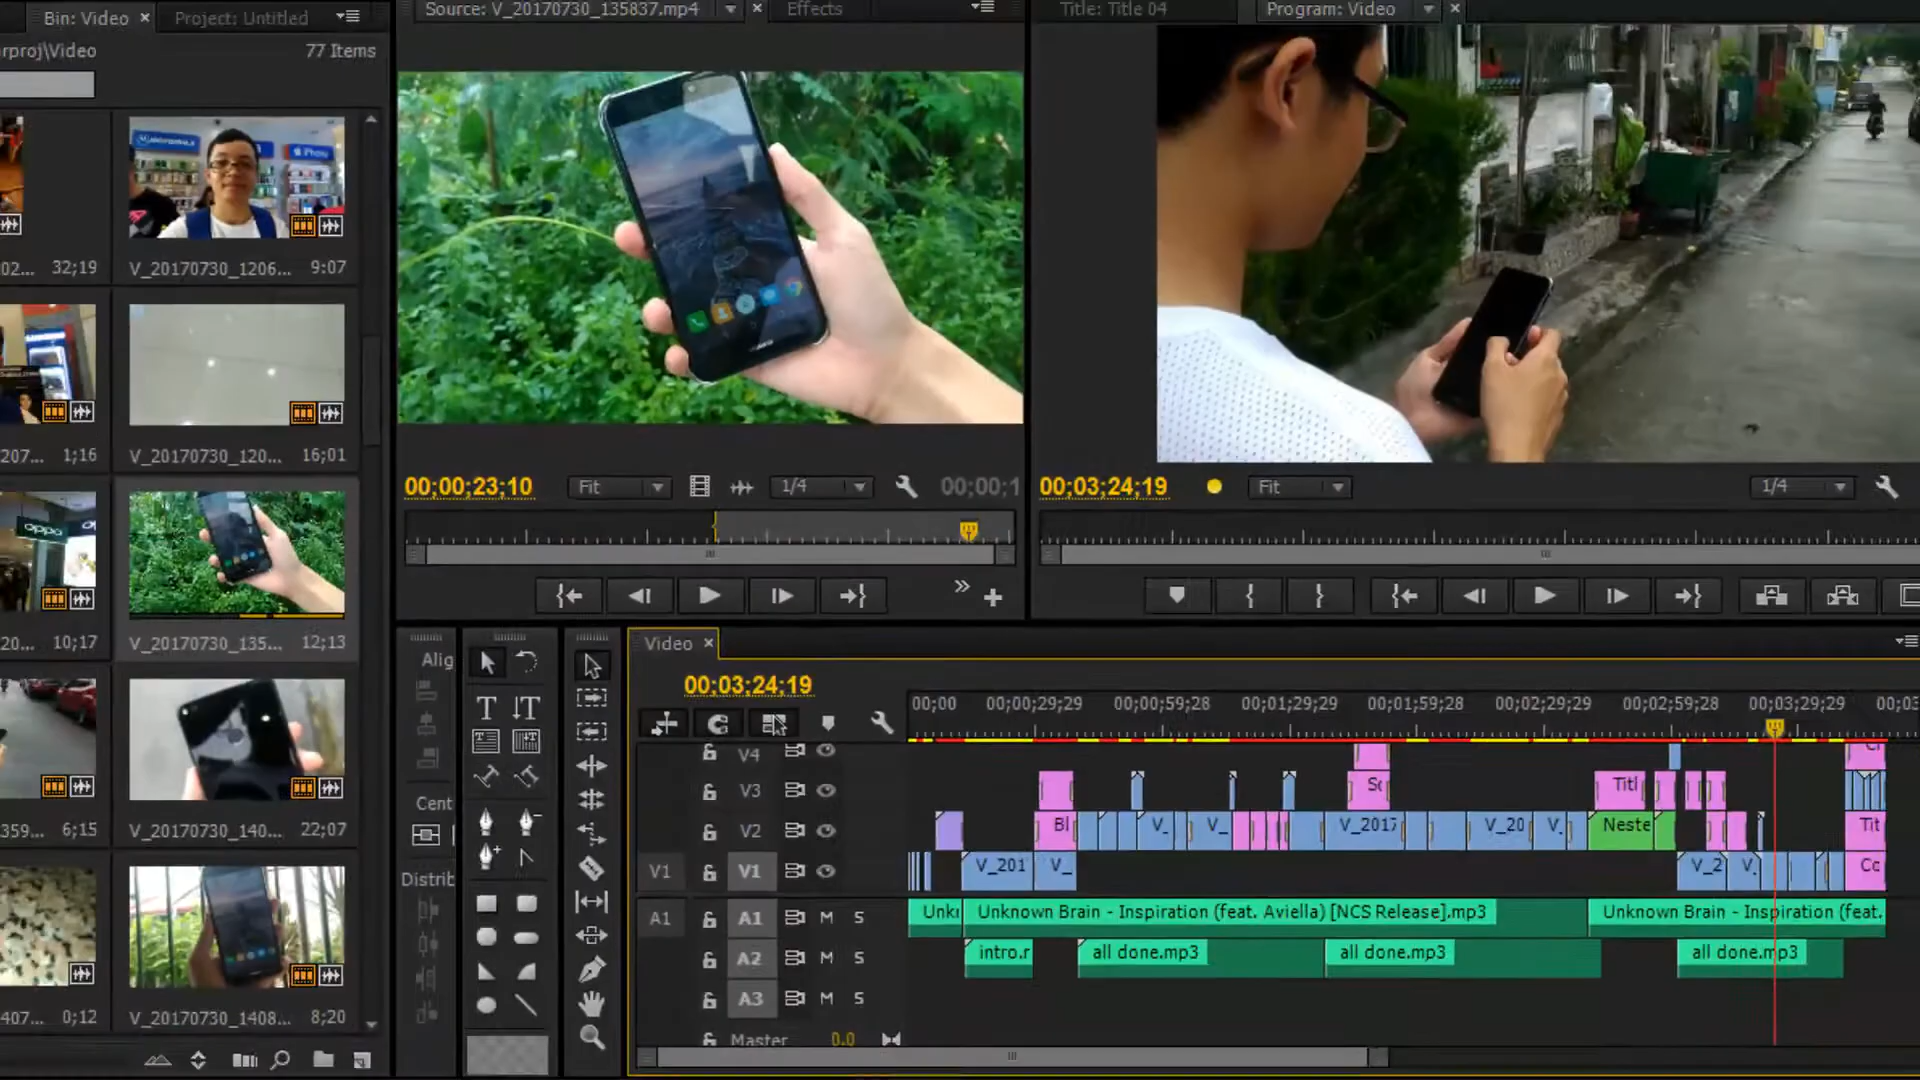 Bin: Video × Project: Untitled
Source: V_20170730_135837.mp4 × Effects
Title: Title 04 Program: Video ×
rproj\Video 77 Items
02... 32;19 V_20170730_1206... 9:07
207... 1;16 V_20170730_120... 16;01
oppo
20... 10;17 V_20170730_135... 12;13
359... 6;15 V_20170730_140... 22;07
407... 0;12 V_20170730_1408... 8;20
00;00;23;10 Fit 1/4 00;00;1
00;03;24;19 Fit 1/4
Alig
Cent
Distrib
T T
Video ×
00;03;24;19
00;00 00;00;29;29 00;00;59;28 00;01;29;29 00;01;59;28 00;02;29;29 00;02;59;28 00;03;29;29 00;03
V4
V3 Titl
V2 Bl V_ V_ V_2017 V_20 V_ Neste Tit
V1 V1 V_201 V_ V_2 V_
A1 A1 M S Unkr Unknown Brain - Inspiration (feat. Aviella) [NCS Release].mp3 Unknown Brain - Inspiration (feat.
A2 M S intro.r all done.mp3 all done.mp3 all done.mp3
A3 M S
Master 0.0